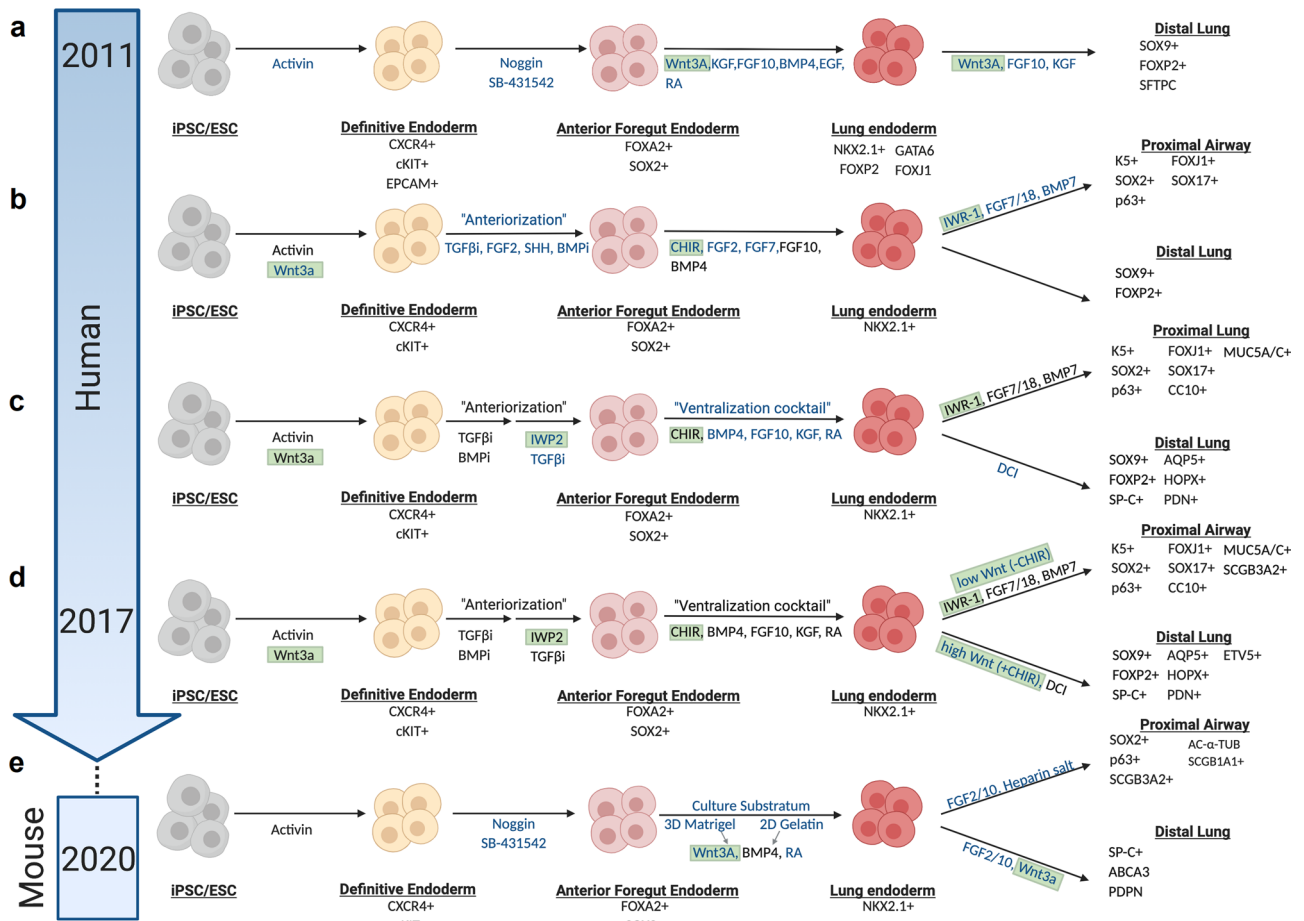 a
2011
Activin
Noggin
SB-431542
Wnt3A,KGF,FGF10,BMP4,EGF,
RA
Wnt3A, FGF10, KGF
Distal Lung
SOX9+
FOXP2+
SFTPC
iPSC/ESC
Definitive Endoderm
CXCR4+
cKIT+
EPCAM+
Anterior Foregut Endoderm
FOXA2+
SOX2+
Lung endoderm
NKX2.1+ GATA6
FOXP2 FOXJ1
b
Human
Activin
Wnt3a
"Anteriorization"
TGFβi, FGF2, SHH, BMPi
CHIR, FGF2, FGF7,FGF10,
BMP4
IWR-1, FGF7/18, BMP7
Proximal Airway
K5+ FOXJ1+
SOX2+ SOX17+
p63+
Distal Lung
SOX9+
FOXP2+
iPSC/ESC
Definitive Endoderm
CXCR4+
cKIT+
Anterior Foregut Endoderm
FOXA2+
SOX2+
Lung endoderm
NKX2.1+
c
Activin
Wnt3a
"Anteriorization"
TGFβi
BMPi
IWP2
TGFβi
"Ventralization cocktail"
CHIR, BMP4, FGF10, KGF, RA
IWR-1, FGF7/18, BMP7
DCI
Proximal Lung
K5+ FOXJ1+ MUC5A/C+
SOX2+ SOX17+
p63+ CC10+
Distal Lung
SOX9+ AQP5+
FOXP2+ HOPX+
SP-C+ PDN+
iPSC/ESC
Definitive Endoderm
CXCR4+
cKIT+
Anterior Foregut Endoderm
FOXA2+
SOX2+
Lung endoderm
NKX2.1+
d
2017
Activin
Wnt3a
"Anteriorization"
TGFβi
BMPi
IWP2
TGFβi
"Ventralization cocktail"
CHIR, BMP4, FGF10, KGF, RA
low Wnt (-CHIR)
IWR-1, FGF7/18, BMP7
high Wnt (+CHIR), DCI
Proximal Airway
K5+ FOXJ1+ MUC5A/C+
SOX2+ SOX17+ SCGB3A2+
p63+ CC10+
Distal Lung
SOX9+ AQP5+ ETV5+
FOXP2+ HOPX+
SP-C+ PDN+
iPSC/ESC
Definitive Endoderm
CXCR4+
cKIT+
Anterior Foregut Endoderm
FOXA2+
SOX2+
Lung endoderm
NKX2.1+
e
Mouse
2020
Activin
Noggin
SB-431542
Culture Substratum
3D Matrigel 2D Gelatin
Wnt3A, BMP4, RA
FGF2/10, Heparin salt
FGF2/10, Wnt3a
Proximal Airway
SOX2+ AC-α-TUB
p63+ SCGB1A1+
SCGB3A2+
Distal Lung
SP-C+
ABCA3
PDPN
iPSC/ESC
Definitive Endoderm
CXCR4+
Anterior Foregut Endoderm
FOXA2+
Lung endoderm
NKX2.1+